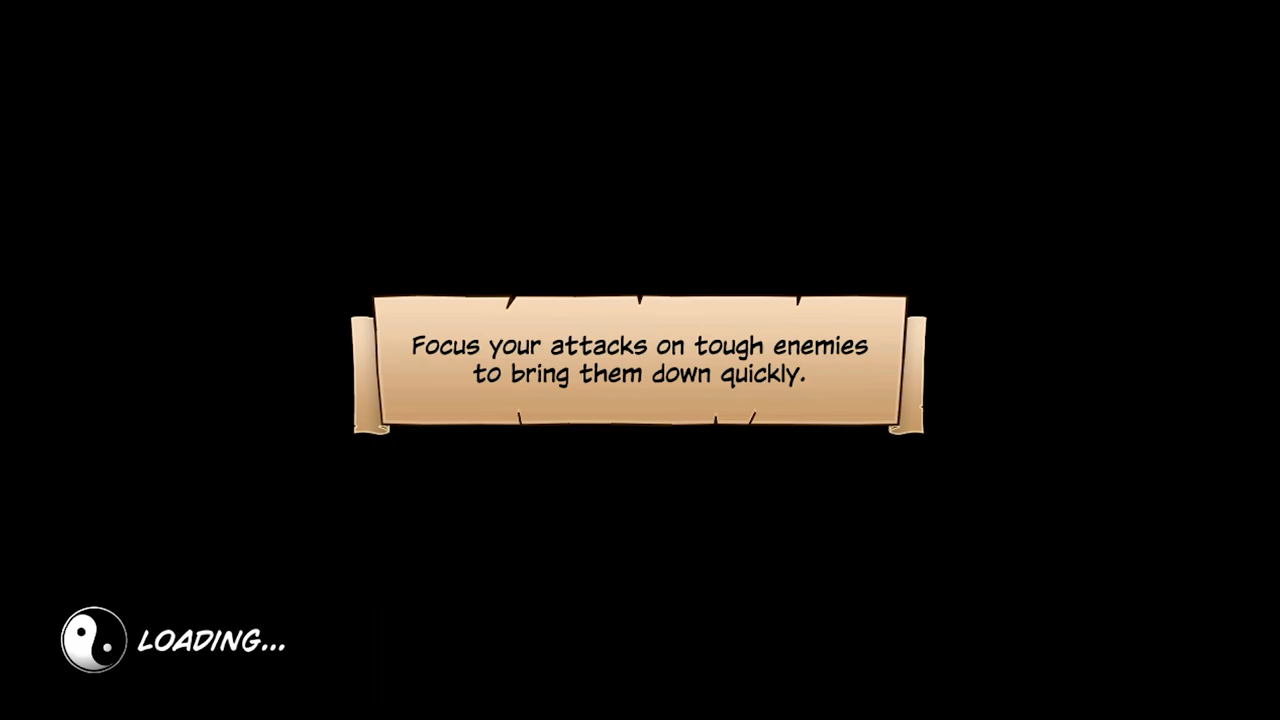 Focus your attacks on tough enemies
to bring them down quickly.
LOADING...